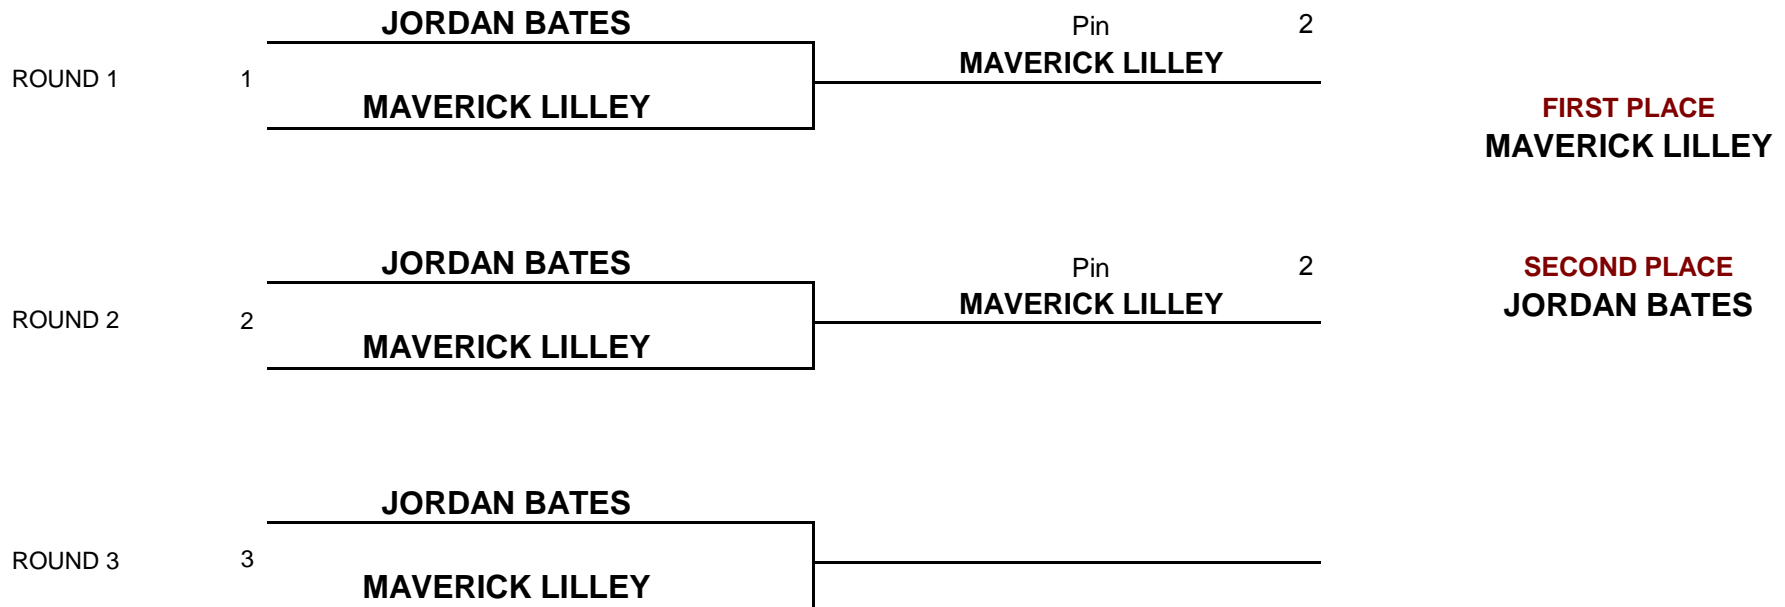 JORDAN BATES
Pin 2
ROUND 1 1 MAVERICK LILLEY
MAVERICK LILLEY
FIRST PLACE
MAVERICK LILLEY
JORDAN BATES
Pin 2
SECOND PLACE
ROUND 2 2 MAVERICK LILLEY
JORDAN BATES
MAVERICK LILLEY
JORDAN BATES
ROUND 3 3
MAVERICK LILLEY